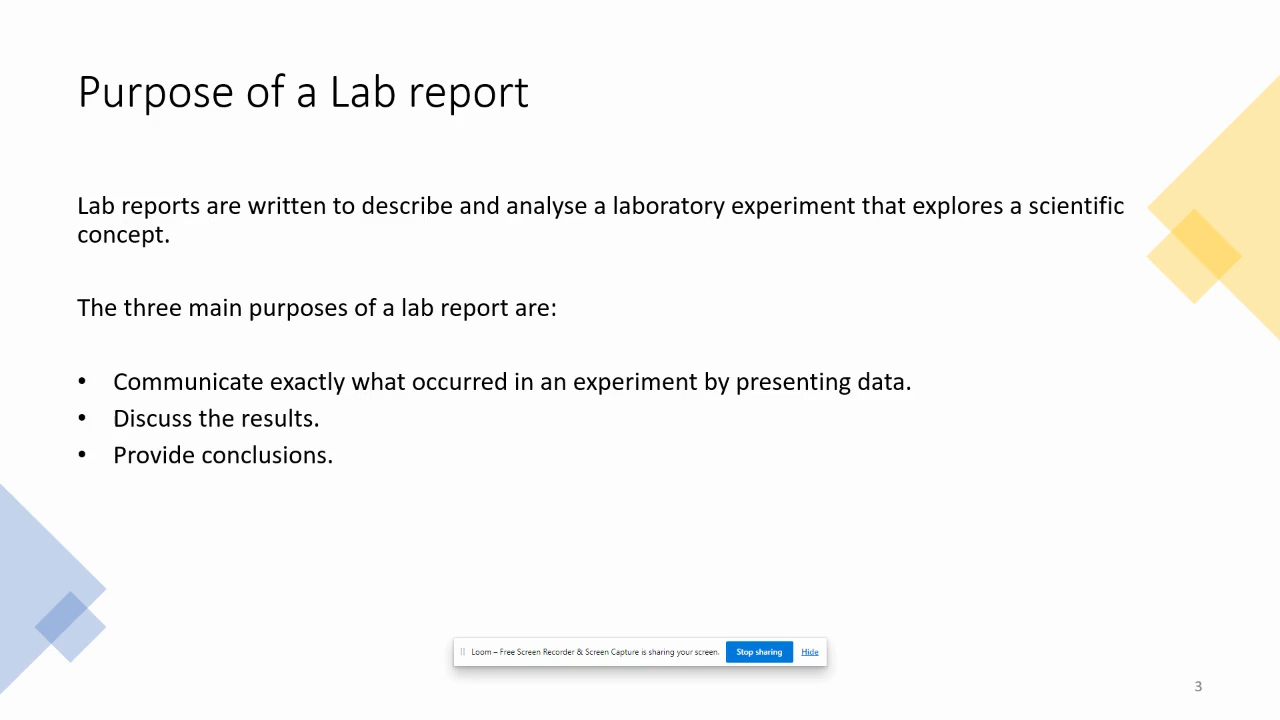 Purpose of a Lab report
Lab reports are written to describe and analyse a laboratory experiment that explores a scientific
concept.
The three main purposes of a lab report are:
• Communicate exactly what occurred in an experiment by presenting data.
• Discuss the results.
• Provide conclusions.
Loom – Free Screen Recorder & Screen Capture is sharing your screen. Stop sharing Hide
3